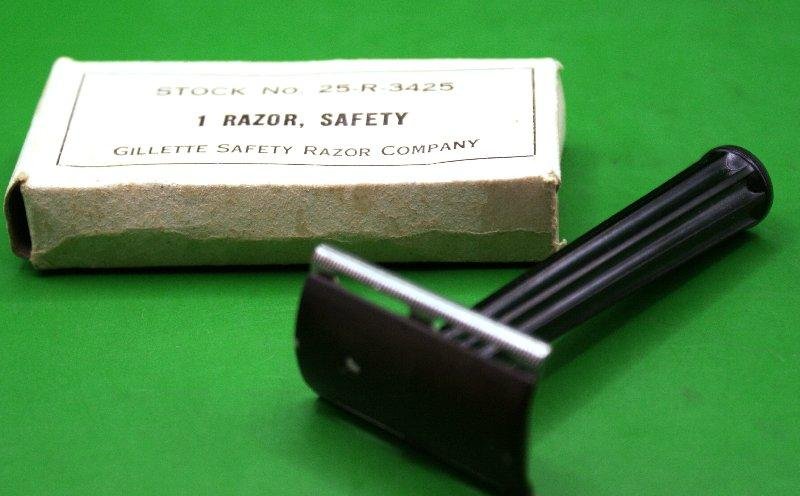 STOCK No. 25-R-3425
1 RAZOR, SAFETY
GILLETTE SAFETY RAZOR COMPANY